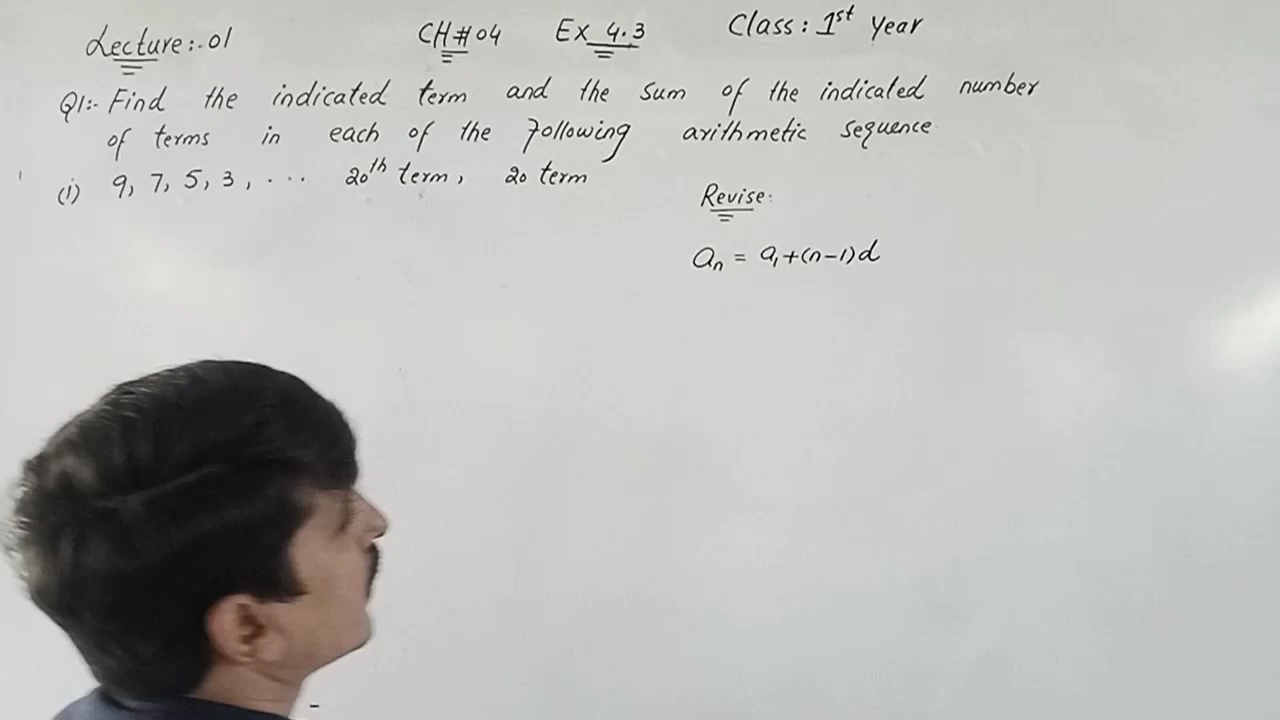 Lecture:-01 CH#04 Ex 4.3 Class: 1st year
Q1:- Find the indicated term and the sum of the indicated number
of terms in each of the following arithmetic sequence
(i) 9, 7, 5, 3, ... 20th term, 20 term
Revise:
an = a1+(n-1)d